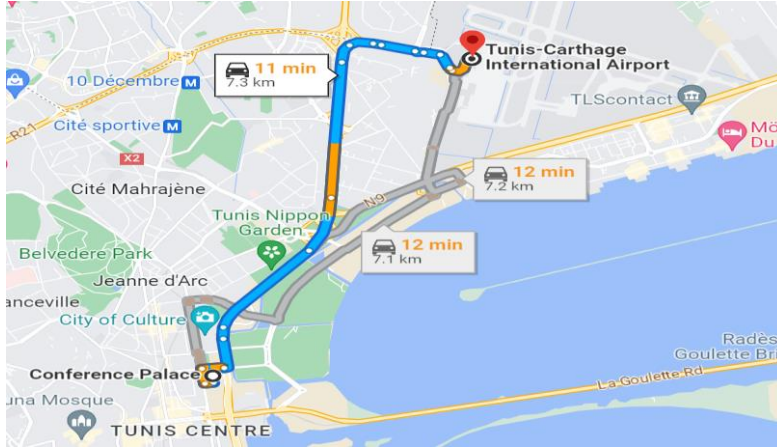 Tunis-Carthage
International Airport
11 min
7.3 km
10 Décembre M
TLScontact
Cité sportive M
R21
Mö
Du
X2
12 min
7.2 km
Cité Mahrajène
N9
Tunis Nippon
Garden
12 min
7.1 km
Belvedere Park
Jeanne d'Arc
anceville
City of Culture
Radès
Goulette Bri
Conference Palace
La Goulette Rd
una Mosque
TUNIS CENTRE